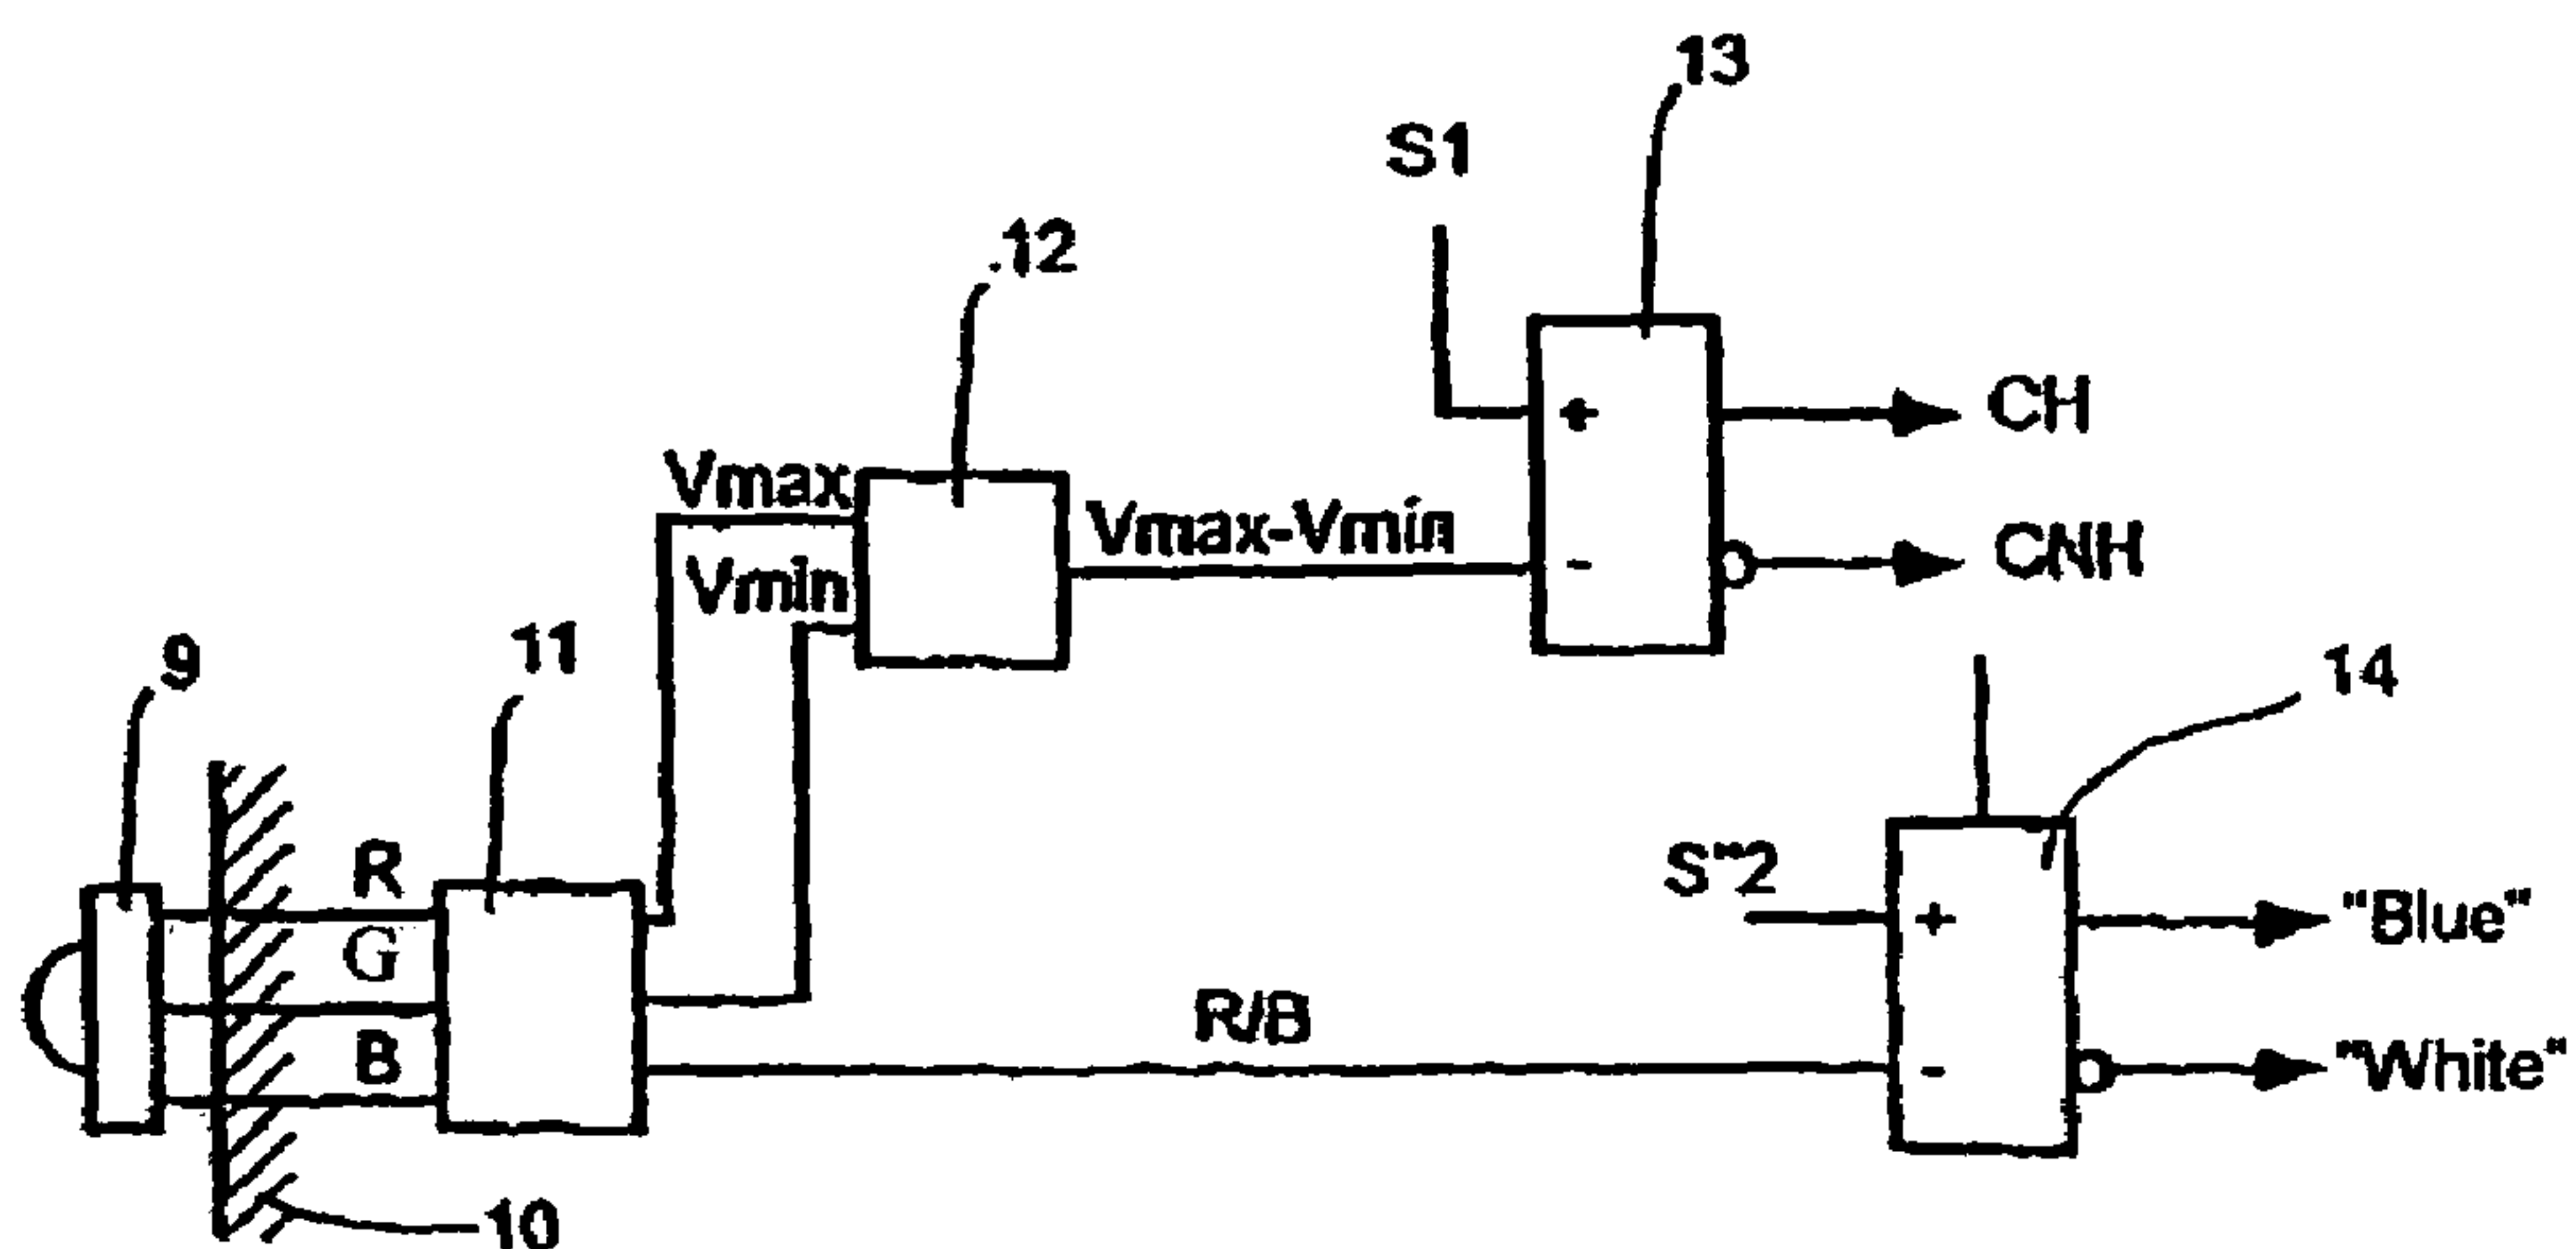 13
S1
.12
+
CH
Vmax
Vmax-Vmin
Vmin
-
CNH
9
11
14
R
S"2
+
"Blue"
G
R/B
B
-
"White"
10